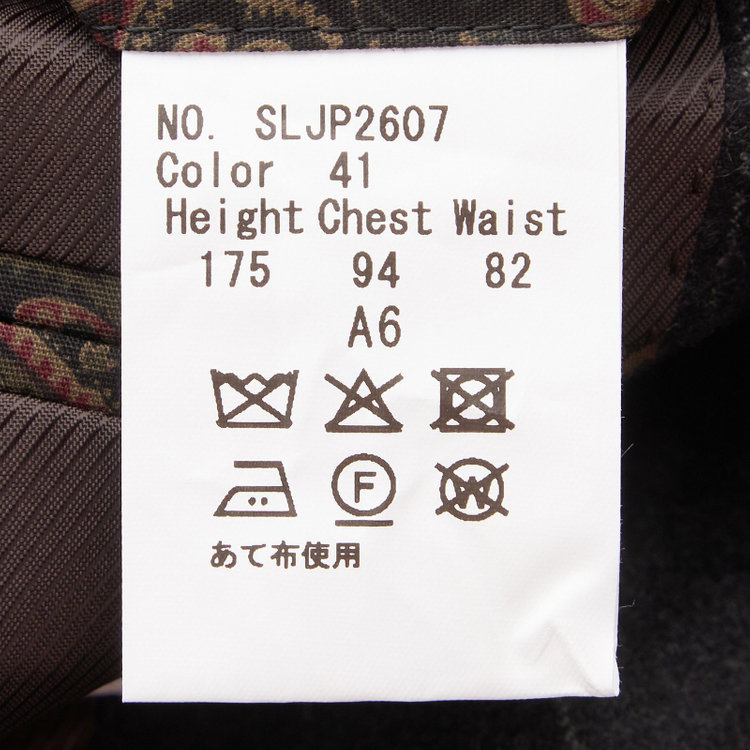 NO. SLJP2607
Color 41
Height Chest Waist
175 94 82
A6
F W
あて布使用